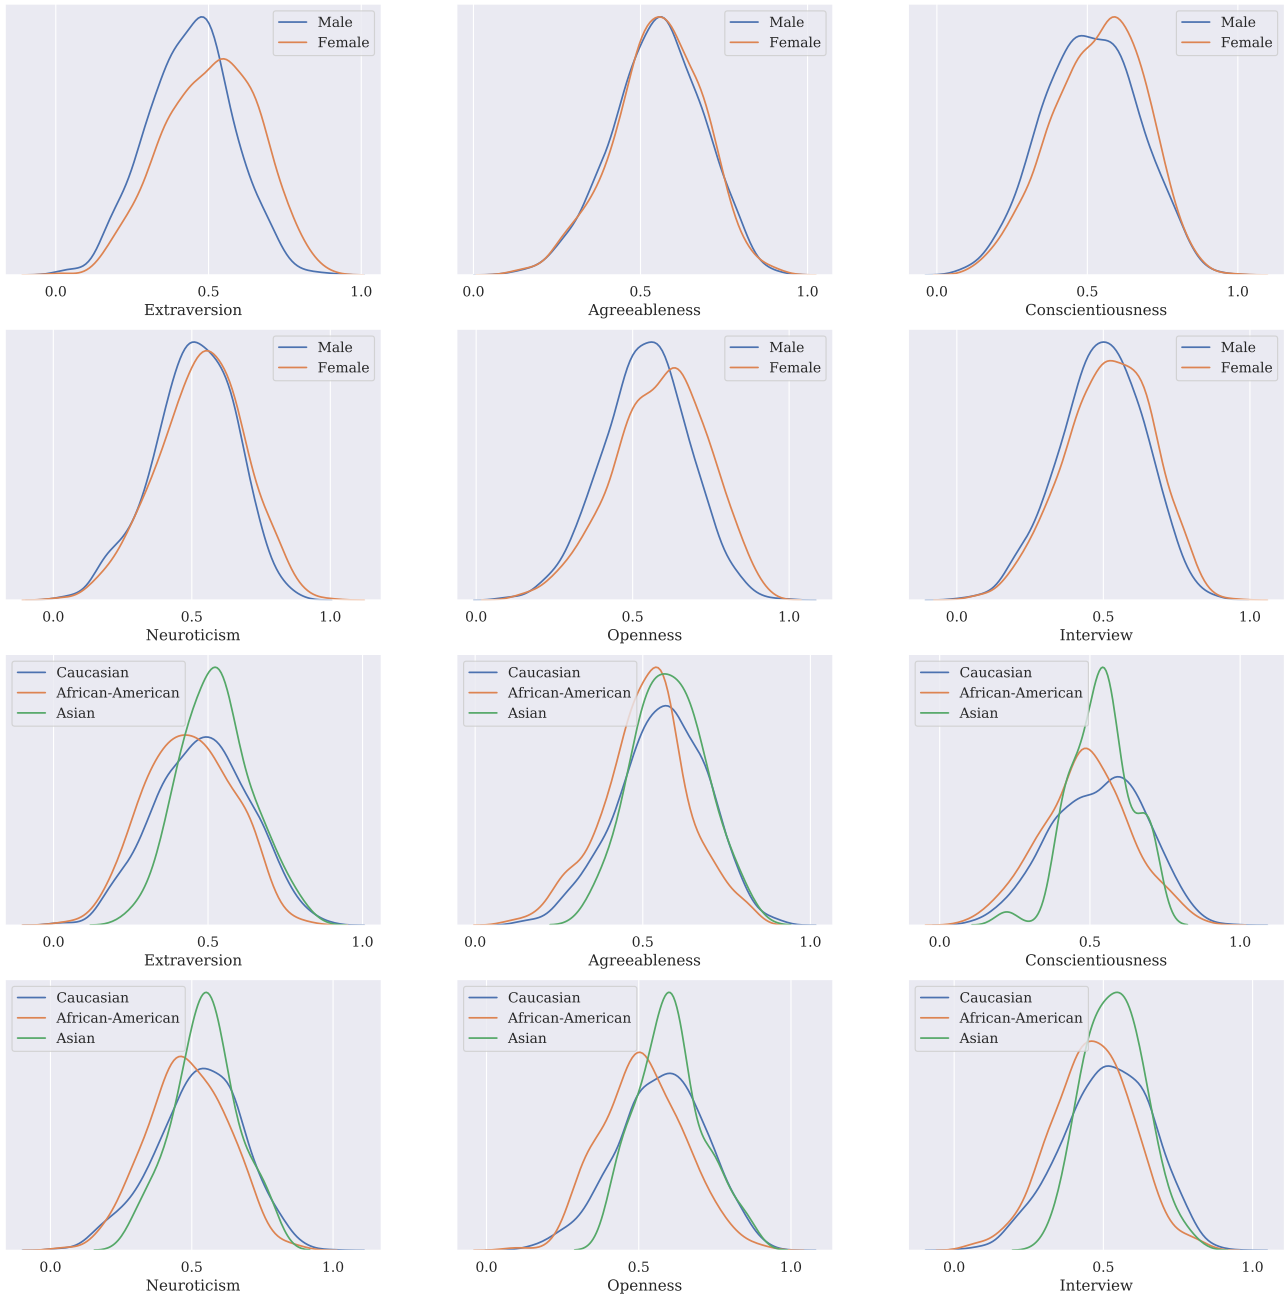 Male
Female
0.0 0.5 1.0
Extraversion
Male
Female
0.0 0.5 1.0
Agreeableness
Male
Female
0.0 0.5 1.0
Conscientiousness
Male
Female
0.0 0.5 1.0
Neuroticism
Male
Female
0.0 0.5 1.0
Openness
Male
Female
0.0 0.5 1.0
Interview
Caucasian
African-American
Asian
0.0 0.5 1.0
Extraversion
Caucasian
African-American
Asian
0.0 0.5 1.0
Agreeableness
Caucasian
African-American
Asian
0.0 0.5 1.0
Conscientiousness
Caucasian
African-American
Asian
0.0 0.5 1.0
Neuroticism
Caucasian
African-American
Asian
0.0 0.5 1.0
Openness
Caucasian
African-American
Asian
0.0 0.5 1.0
Interview